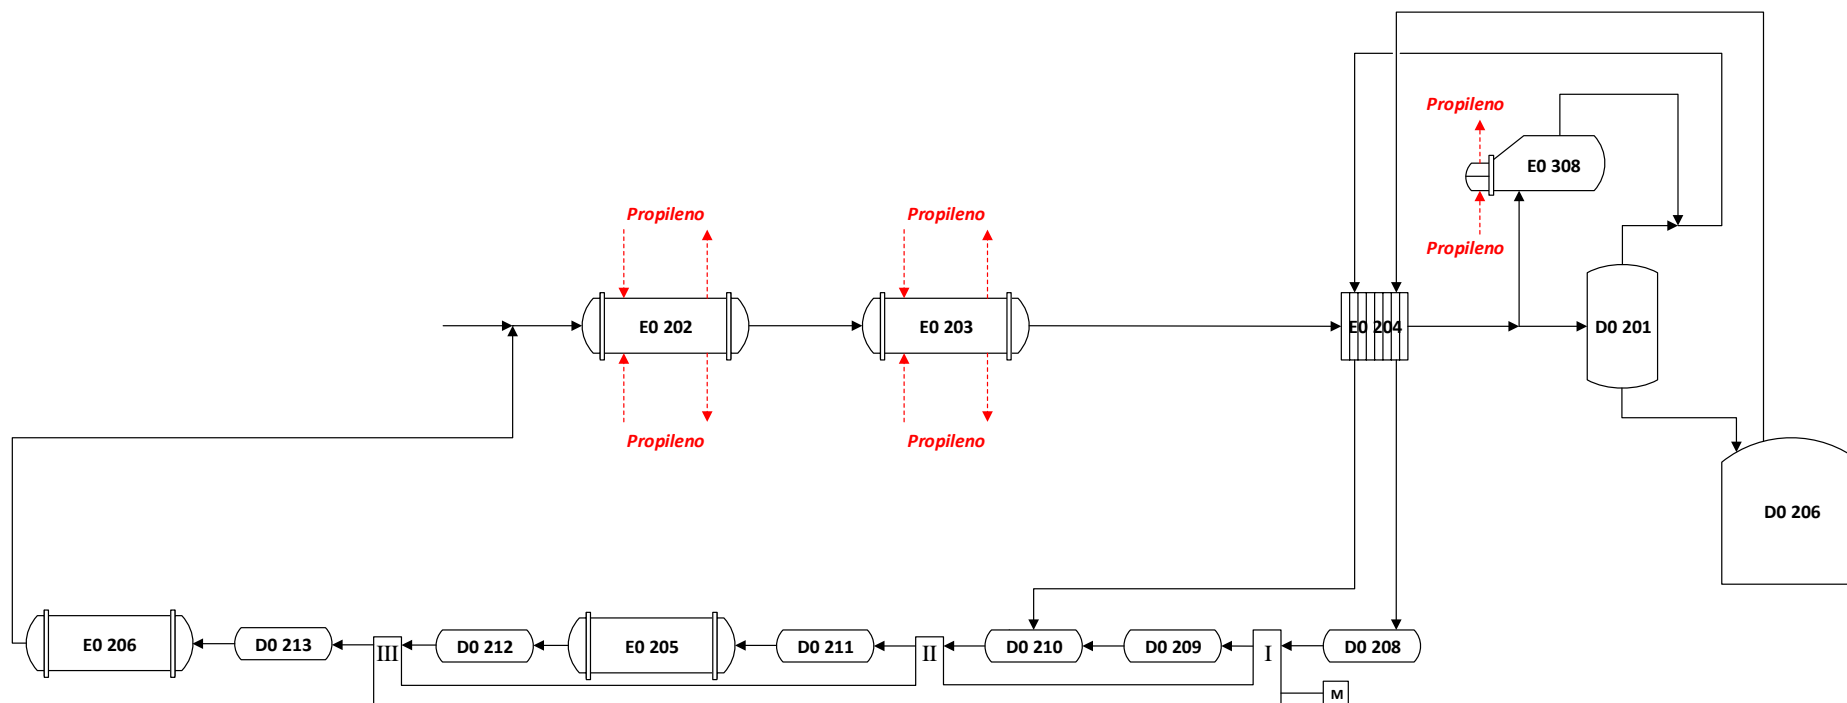 Propileno
E0 308
Propileno
Propileno
Propileno
E0 202
E0 203
E0 204
D0 201
Propileno
Propileno
D0 206
E0 206
D0 213
III
D0 212
E0 205
D0 211
II
D0 210
D0 209
I
D0 208
M